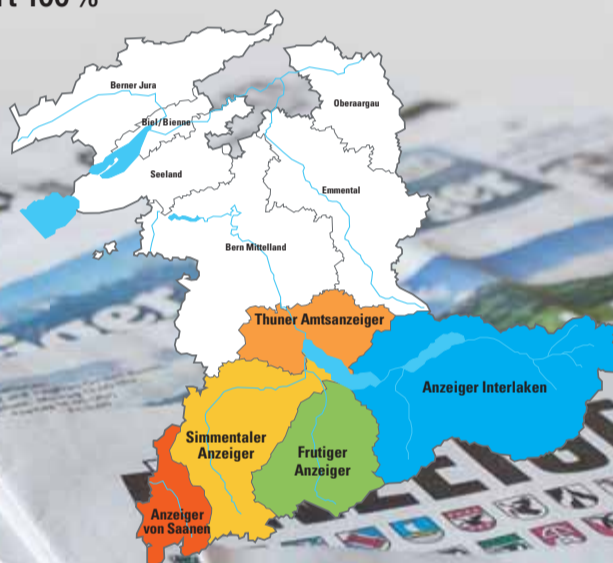 100 %
Berner Jura
Oberaargau
Biel/Bienne
Seeland
Emmental
Bern Mittelland
Thuner Amtsanzeiger
Anzeiger Interlaken
Simmentaler
Anzeiger
Frutiger
Anzeiger
Anzeiger
von Saanen